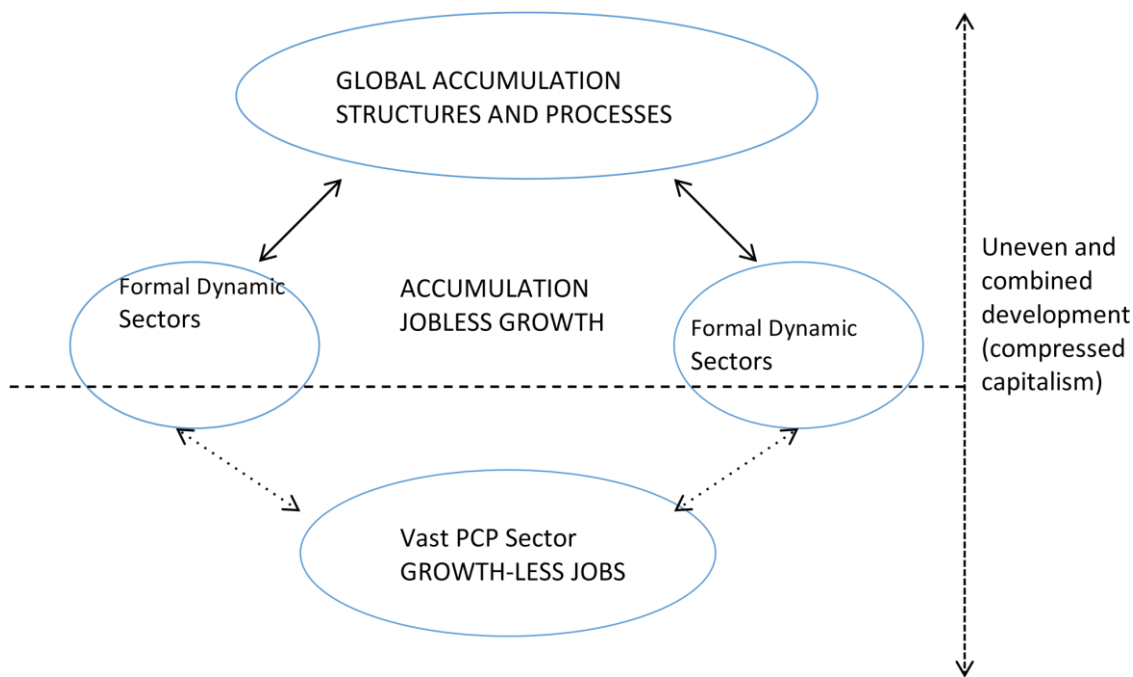 GLOBAL ACCUMULATION
STRUCTURES AND PROCESSES
Formal Dynamic
Sectors
ACCUMULATION
JOBLESS GROWTH
Formal Dynamic
Sectors
Uneven and
combined
development
(compressed
capitalism)
Vast PCP Sector
GROWTH-LESS JOBS